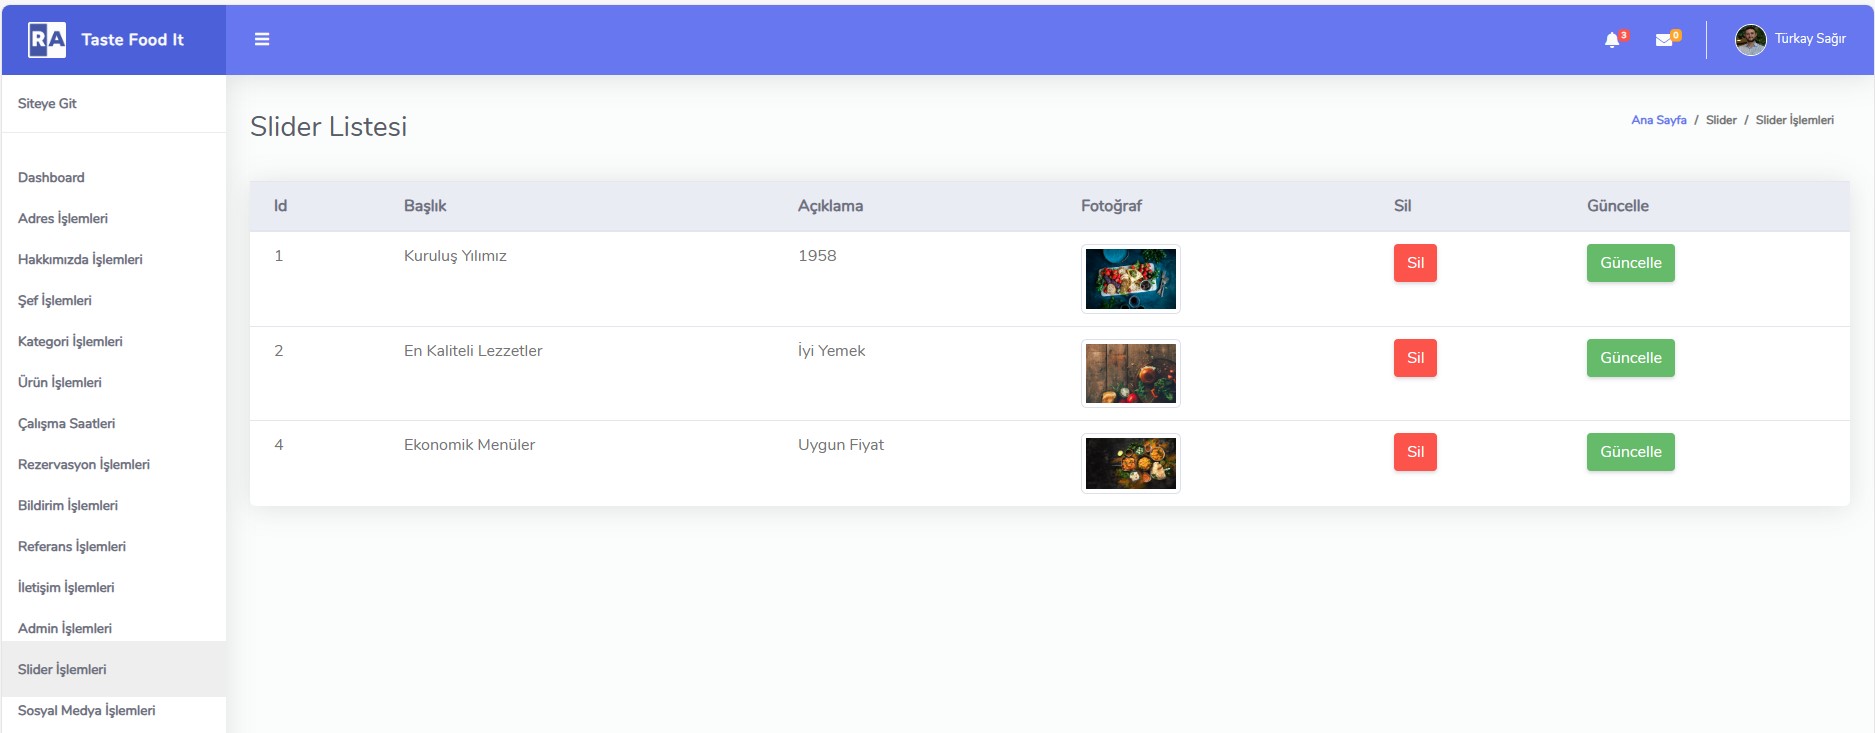 RA Taste Food It
3
0
Türkay Sağır
Siteye Git
Dashboard
Adres İşlemleri
Hakkımızda İşlemleri
Şef İşlemleri
Kategori İşlemleri
Ürün İşlemleri
Çalışma Saatleri
Rezervasyon İşlemleri
Bildirim İşlemleri
Referans İşlemleri
İletişim İşlemleri
Admin İşlemleri
Slider İşlemleri
Sosyal Medya İşlemleri
Slider Listesi
Ana Sayfa / Slider / Slider İşlemleri
Id Başlık Açıklama Fotoğraf Sil Güncelle
1 Kuruluş Yılımız 1958 Sil Güncelle
2 En Kaliteli Lezzetler İyi Yemek Sil Güncelle
4 Ekonomik Menüler Uygun Fiyat Sil Güncelle